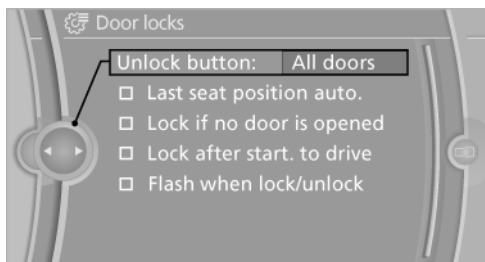 Door locks
Unlock button: All doors
Last seat position auto.
Lock if no door is opened
Lock after start. to drive
Flash when lock/unlock